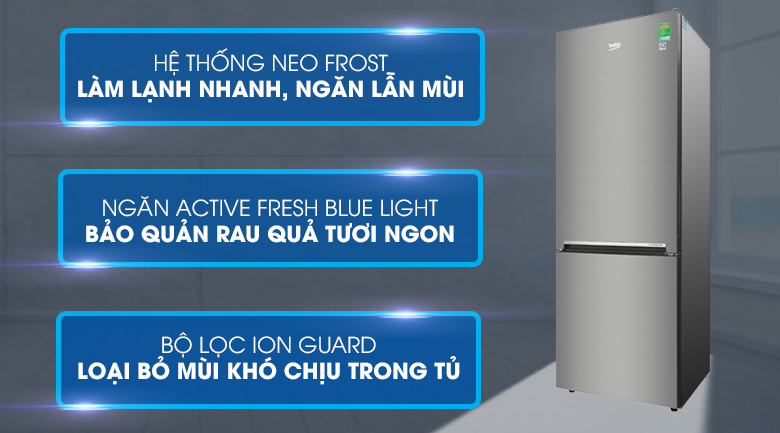 HỆ THỐNG NEO FROST
LÀM LẠNH NHANH, NGĂN LẪN MÙI
NGĂN ACTIVE FRESH BLUE LIGHT
BẢO QUẢN RAU QUẢ TƯƠI NGON
BỘ LỌC ION GUARD
LOẠI BỎ MÙI KHÓ CHỊU TRONG TỦ
beko